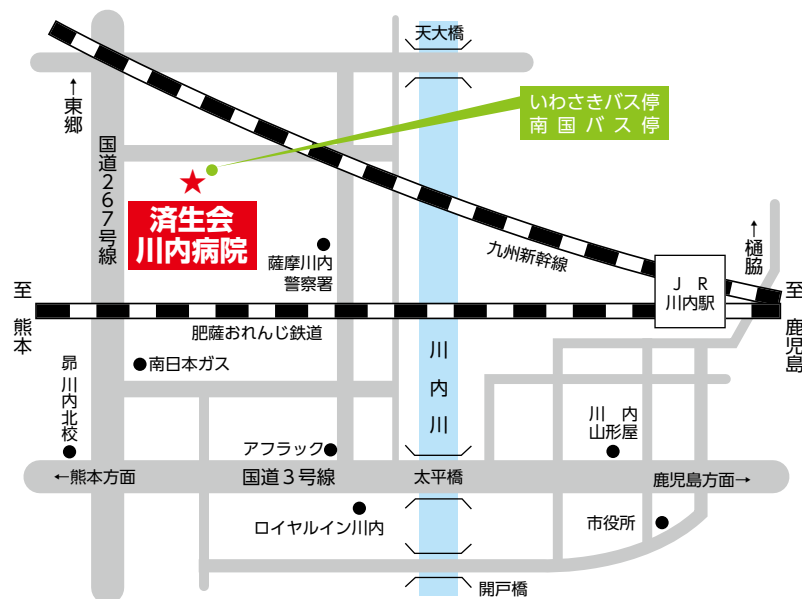 天大橋
いわさきバス停
南国バス停
←東郷
国道267号線
済生会
川内病院
薩摩川内
警察署
九州新幹線
←樋脇
JR
川内駅
至 熊本
至 鹿児島
肥薩おれんじ鉄道
南日本ガス
川内川
昴 川内北校
川内
山形屋
アフラック
←熊本方面
国道3号線
太平橋
鹿児島方面→
ロイヤルイン川内
市役所
開戸橋